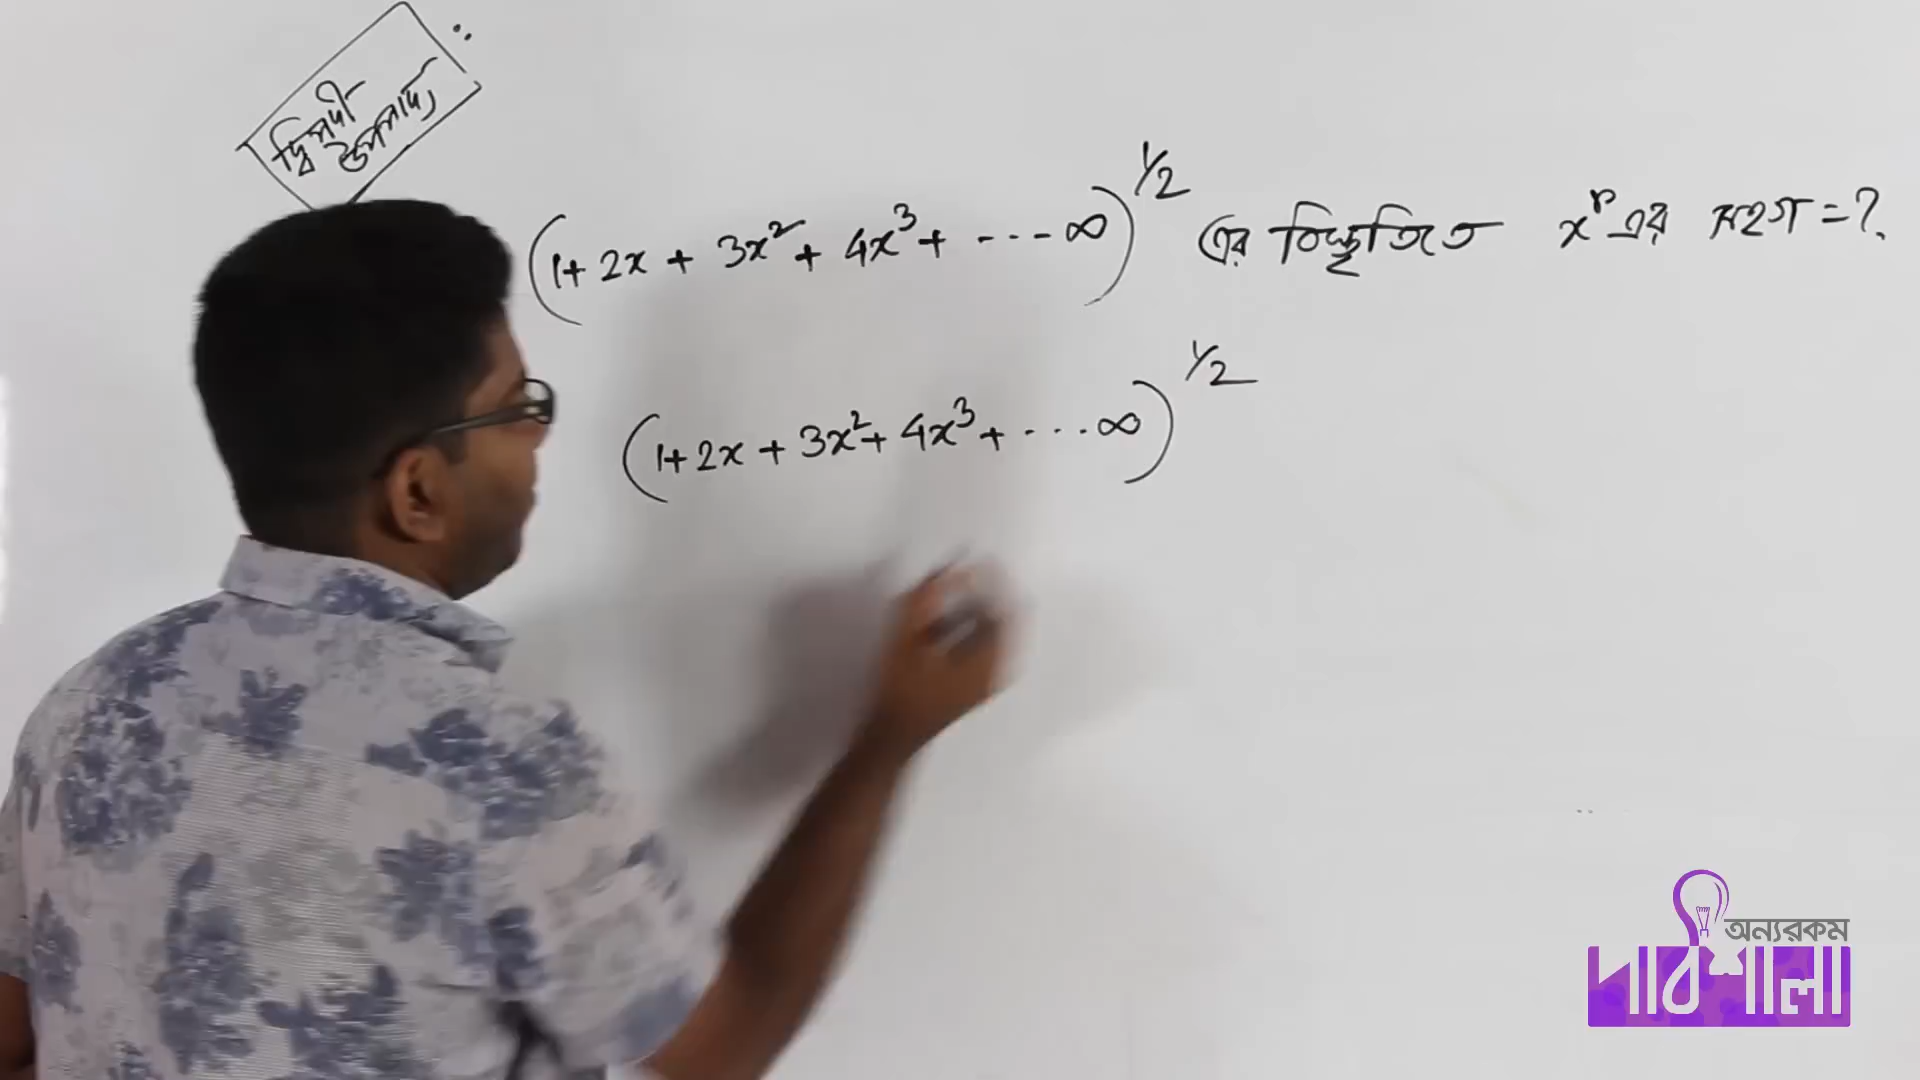 দ্বিপদী
উপপাদ্য
(1 + 2x + 3x² + 4x³ + --- ∞)^1/2 এর বিস্তৃতিতে x^r এর সহগ = ?
(1 + 2x + 3x² + 4x³ + .... ∞)^1/2
অন্যরকম
পাঠশালা